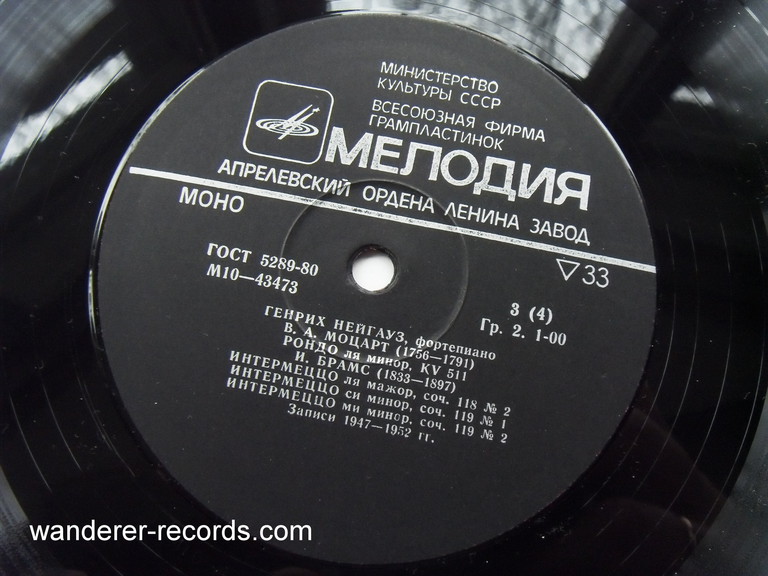 МИНИСТЕРСТВО
КУЛЬТУРЫ СССР
ВСЕСОЮЗНАЯ ФИРМА
ГРАМПЛАСТИНОК
МЕЛОДИЯ
АПРЕЛЕВСКИЙ ОРДЕНА ЛЕНИНА ЗАВОД
МОНО
▽33
ГОСТ 5289-80
М10—43473
3 (4)
Гр. 2. 1-00
ГЕНРИХ НЕЙГАУЗ, фортепиано
В. А. МОЦАРТ (1756—1791)
РОНДО ля минор, KV 511
И. БРАМС (1833—1897)
ИНТЕРМЕЦЦО ля мажор, соч. 118 № 2
ИНТЕРМЕЦЦО си минор, соч. 119 № 1
ИНТЕРМЕЦЦО ми минор, соч. 119 № 2
Записи 1947—1952 гг.
wanderer-records.com